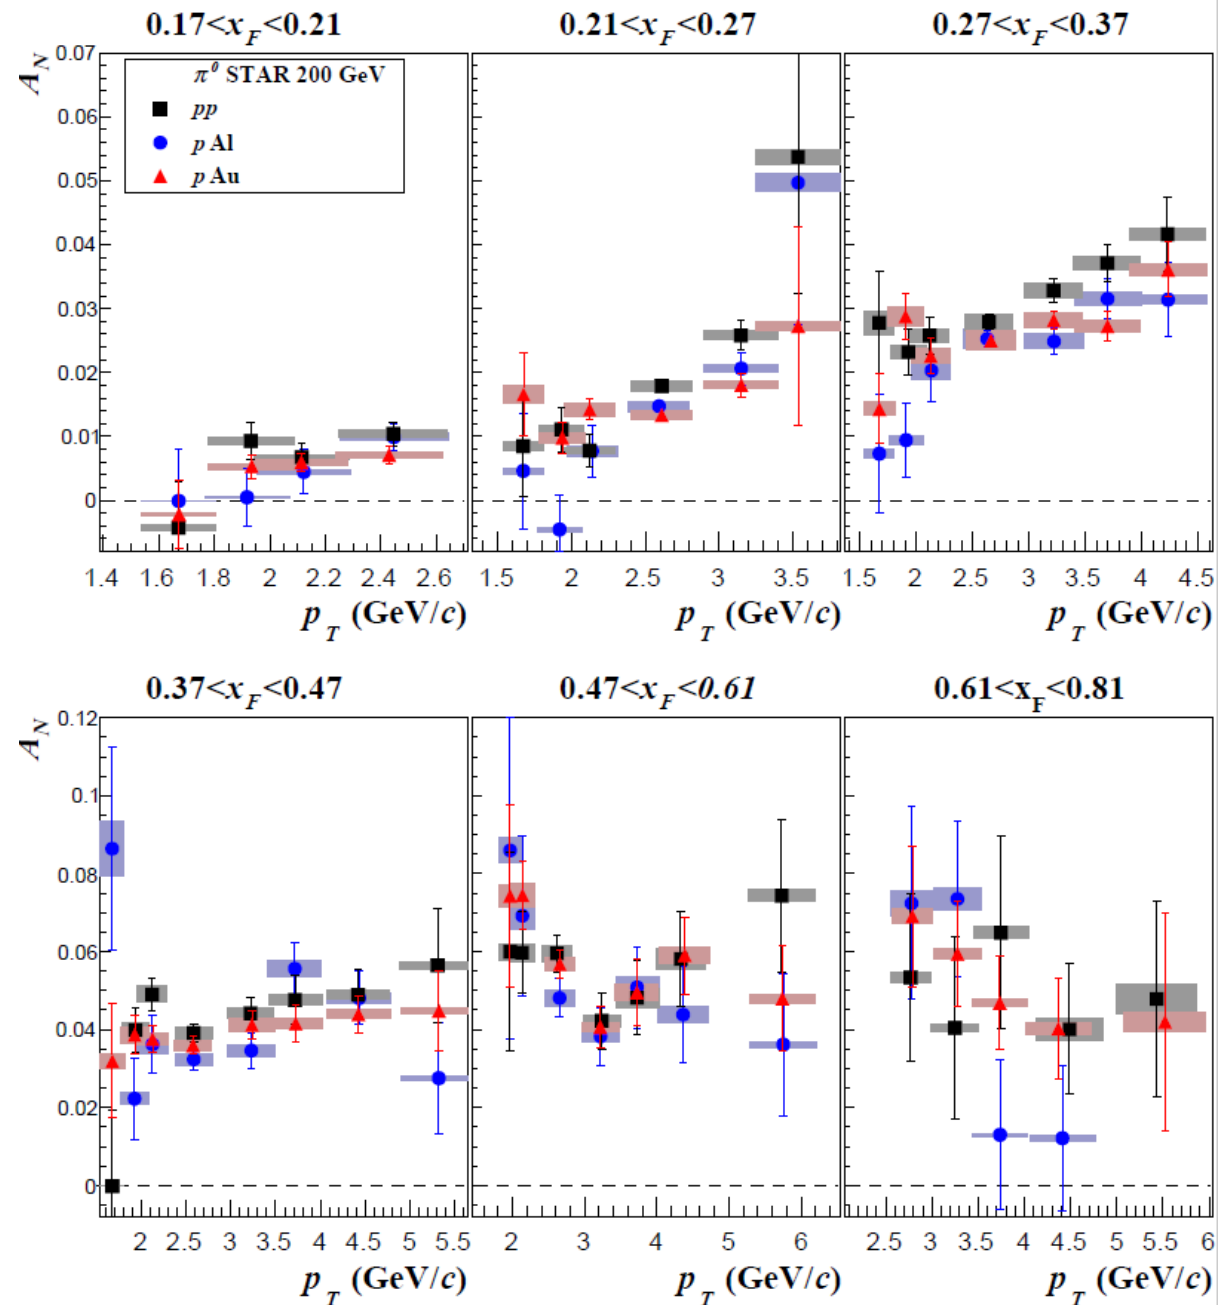 0.17<x_F<0.21 0.21<x_F<0.27 0.27<x_F<0.37
A_N
0.07
0.06
0.05
0.04
0.03
0.02
0.01
0
π⁰ STAR 200 GeV
pp
p Al
p Au
1.4 1.6 1.8 2 2.2 2.4 2.6 1.5 2 2.5 3 3.5 1.5 2 2.5 3 3.5 4 4.5
p_T (GeV/c) p_T (GeV/c) p_T (GeV/c)
0.37<x_F<0.47 0.47<x_F<0.61 0.61<x_F<0.81
A_N
0.12
0.1
0.08
0.06
0.04
0.02
0
2 2.5 3 3.5 4 4.5 5 5.5 2 3 4 5 6 2.5 3 3.5 4 4.5 5 5.5 6
p_T (GeV/c) p_T (GeV/c) p_T (GeV/c)